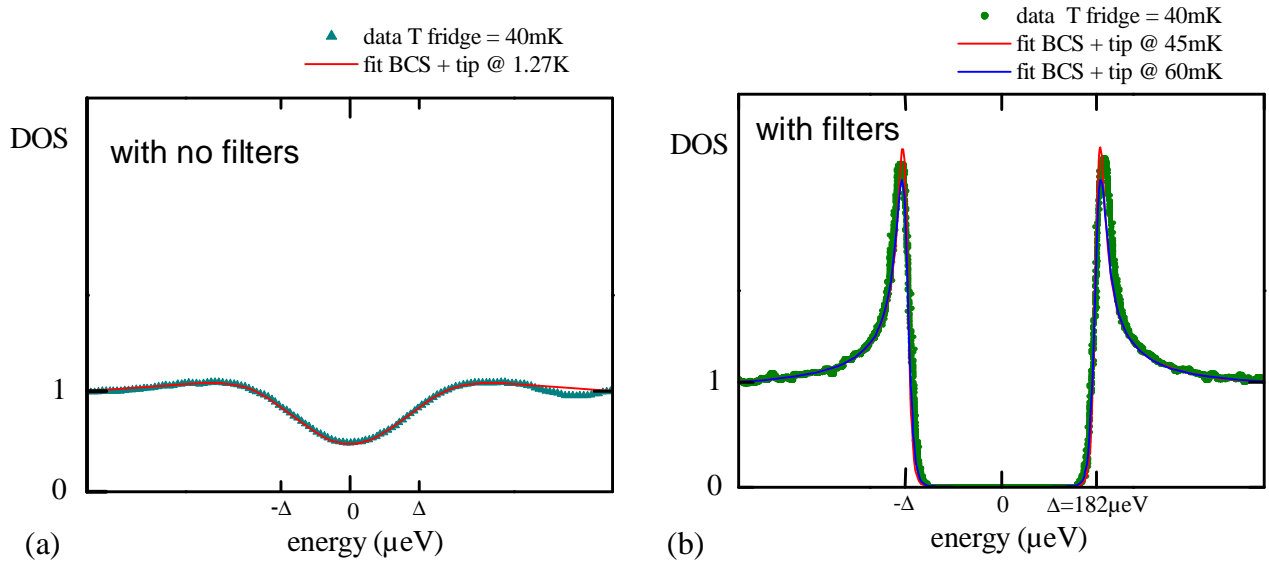 data T fridge = 40mK
fit BCS + tip @ 1.27K
DOS
with no filters
1
0
-Δ
0
Δ
energy (µeV)
(a)
data T fridge = 40mK
fit BCS + tip @ 45mK
fit BCS + tip @ 60mK
DOS
with filters
1
0
-Δ
0
Δ=182µeV
energy (µeV)
(b)